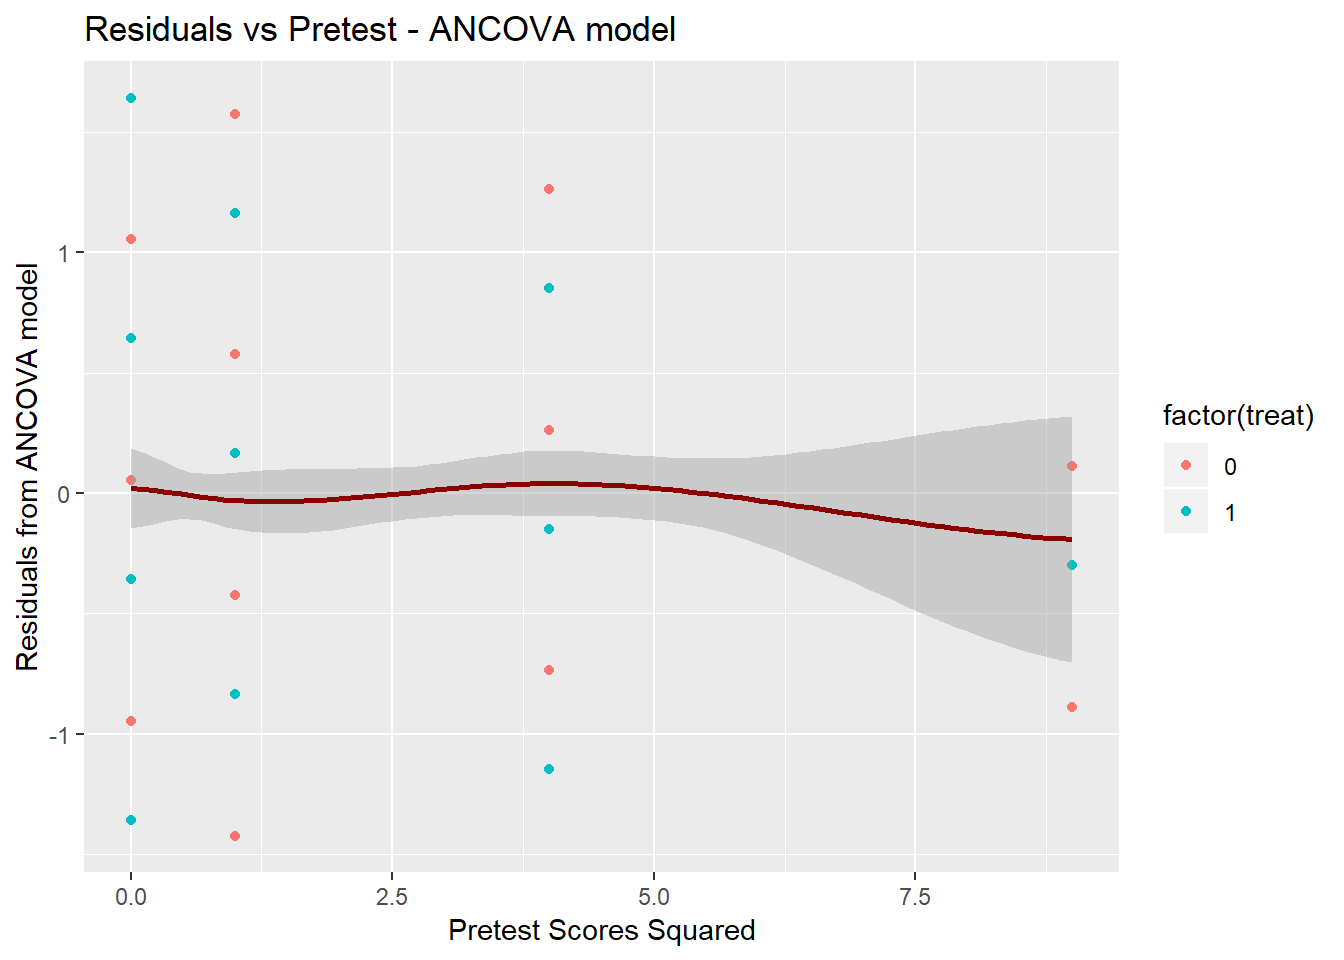 Residuals vs Pretest - ANCOVA model
Residuals from ANCOVA model
1
0
-1
0.0
2.5
5.0
7.5
Pretest Scores Squared
factor(treat)
0
1